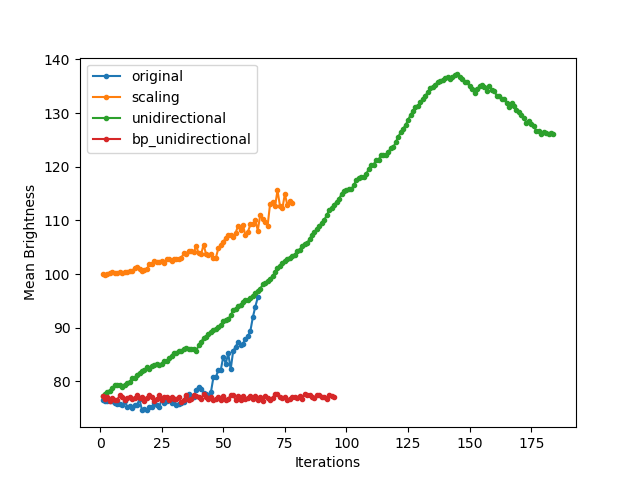 original
scaling
unidirectional
bp_unidirectional
140
130
120
110
100
90
80
Mean Brightness
0 25 50 75 100 125 150 175
Iterations